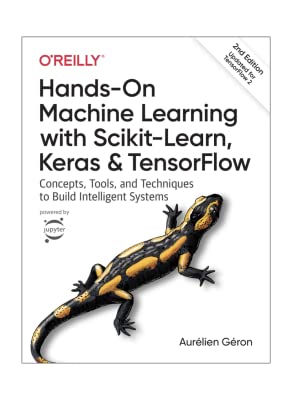 O'REILLY®
2nd Edition
Updated for
TensorFlow 2
Hands-On
Machine Learning
with Scikit-Learn,
Keras & TensorFlow
Concepts, Tools, and Techniques
to Build Intelligent Systems
powered by
jupyter
Aurélien Géron